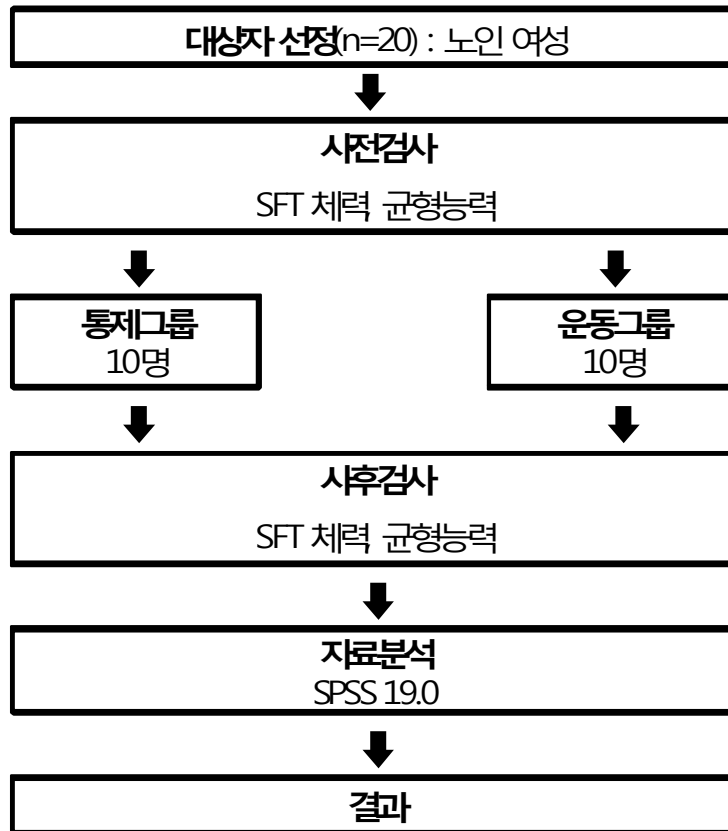 대상자 선정(n=20) : 노인 여성
사전검사
SFT 체력, 균형능력
통제그룹
10명
운동그룹
10명
사후검사
SFT 체력, 균형능력
자료분석
SPSS 19.0
결과